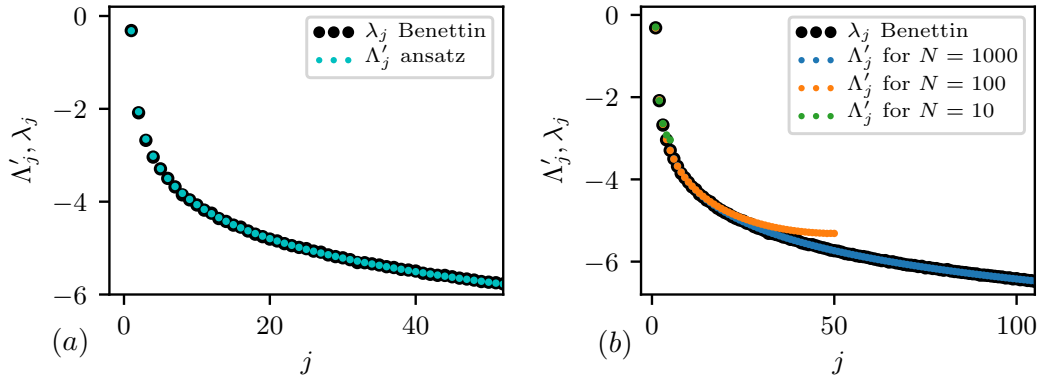 0
−2
−4
−6
Λ′j, λj
λj Benettin
Λ′j ansatz
0
20
40
(a)
j
0
−2
−4
−6
Λ′j, λj
λj Benettin
Λ′j for N = 1000
Λ′j for N = 100
Λ′j for N = 10
0
50
100
(b)
j